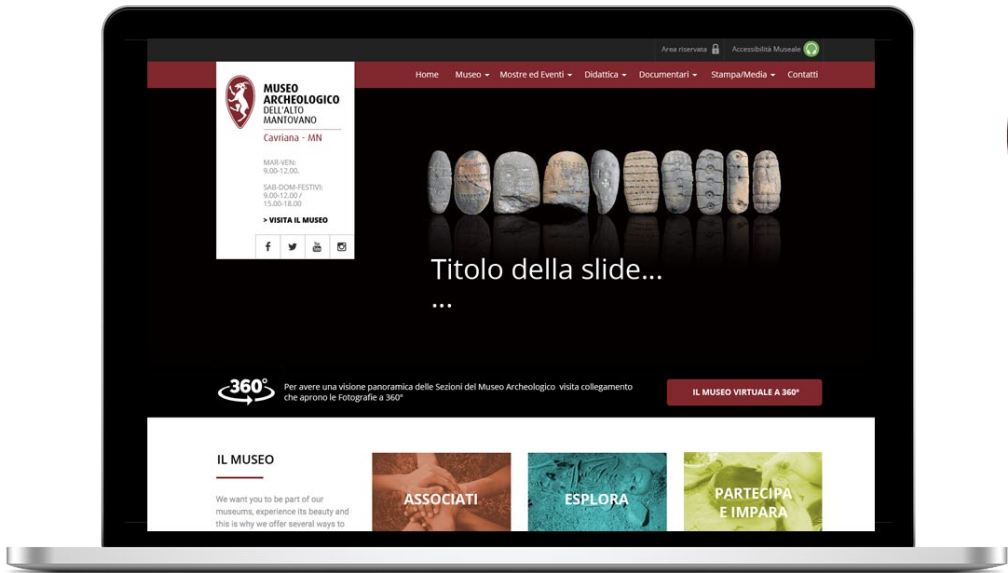 Area riservata
Accessibilità Museale
Home
Museo
Mostre ed Eventi
Didattica
Documentari
Stampa/Media
Contatti
MUSEO
ARCHEOLOGICO
DELL'ALTO
MANTOVANO
Cavriana - MN
MAR-VEN:
9.00-12.00.
SAB-DOM-FESTIVI:
9.00-12.00 /
15.00-18.00
> VISITA IL MUSEO
Titolo della slide...
...
360°
Per avere una visione panoramica delle Sezioni del Museo Archeologico visita collegamento
che aprono le Fotografie a 360°
IL MUSEO VIRTUALE A 360°
IL MUSEO
We want you to be part of our
museums, experience its beauty and
this is why we offer several ways to
ASSOCIATI
ESPLORA
PARTECIPA
E IMPARA